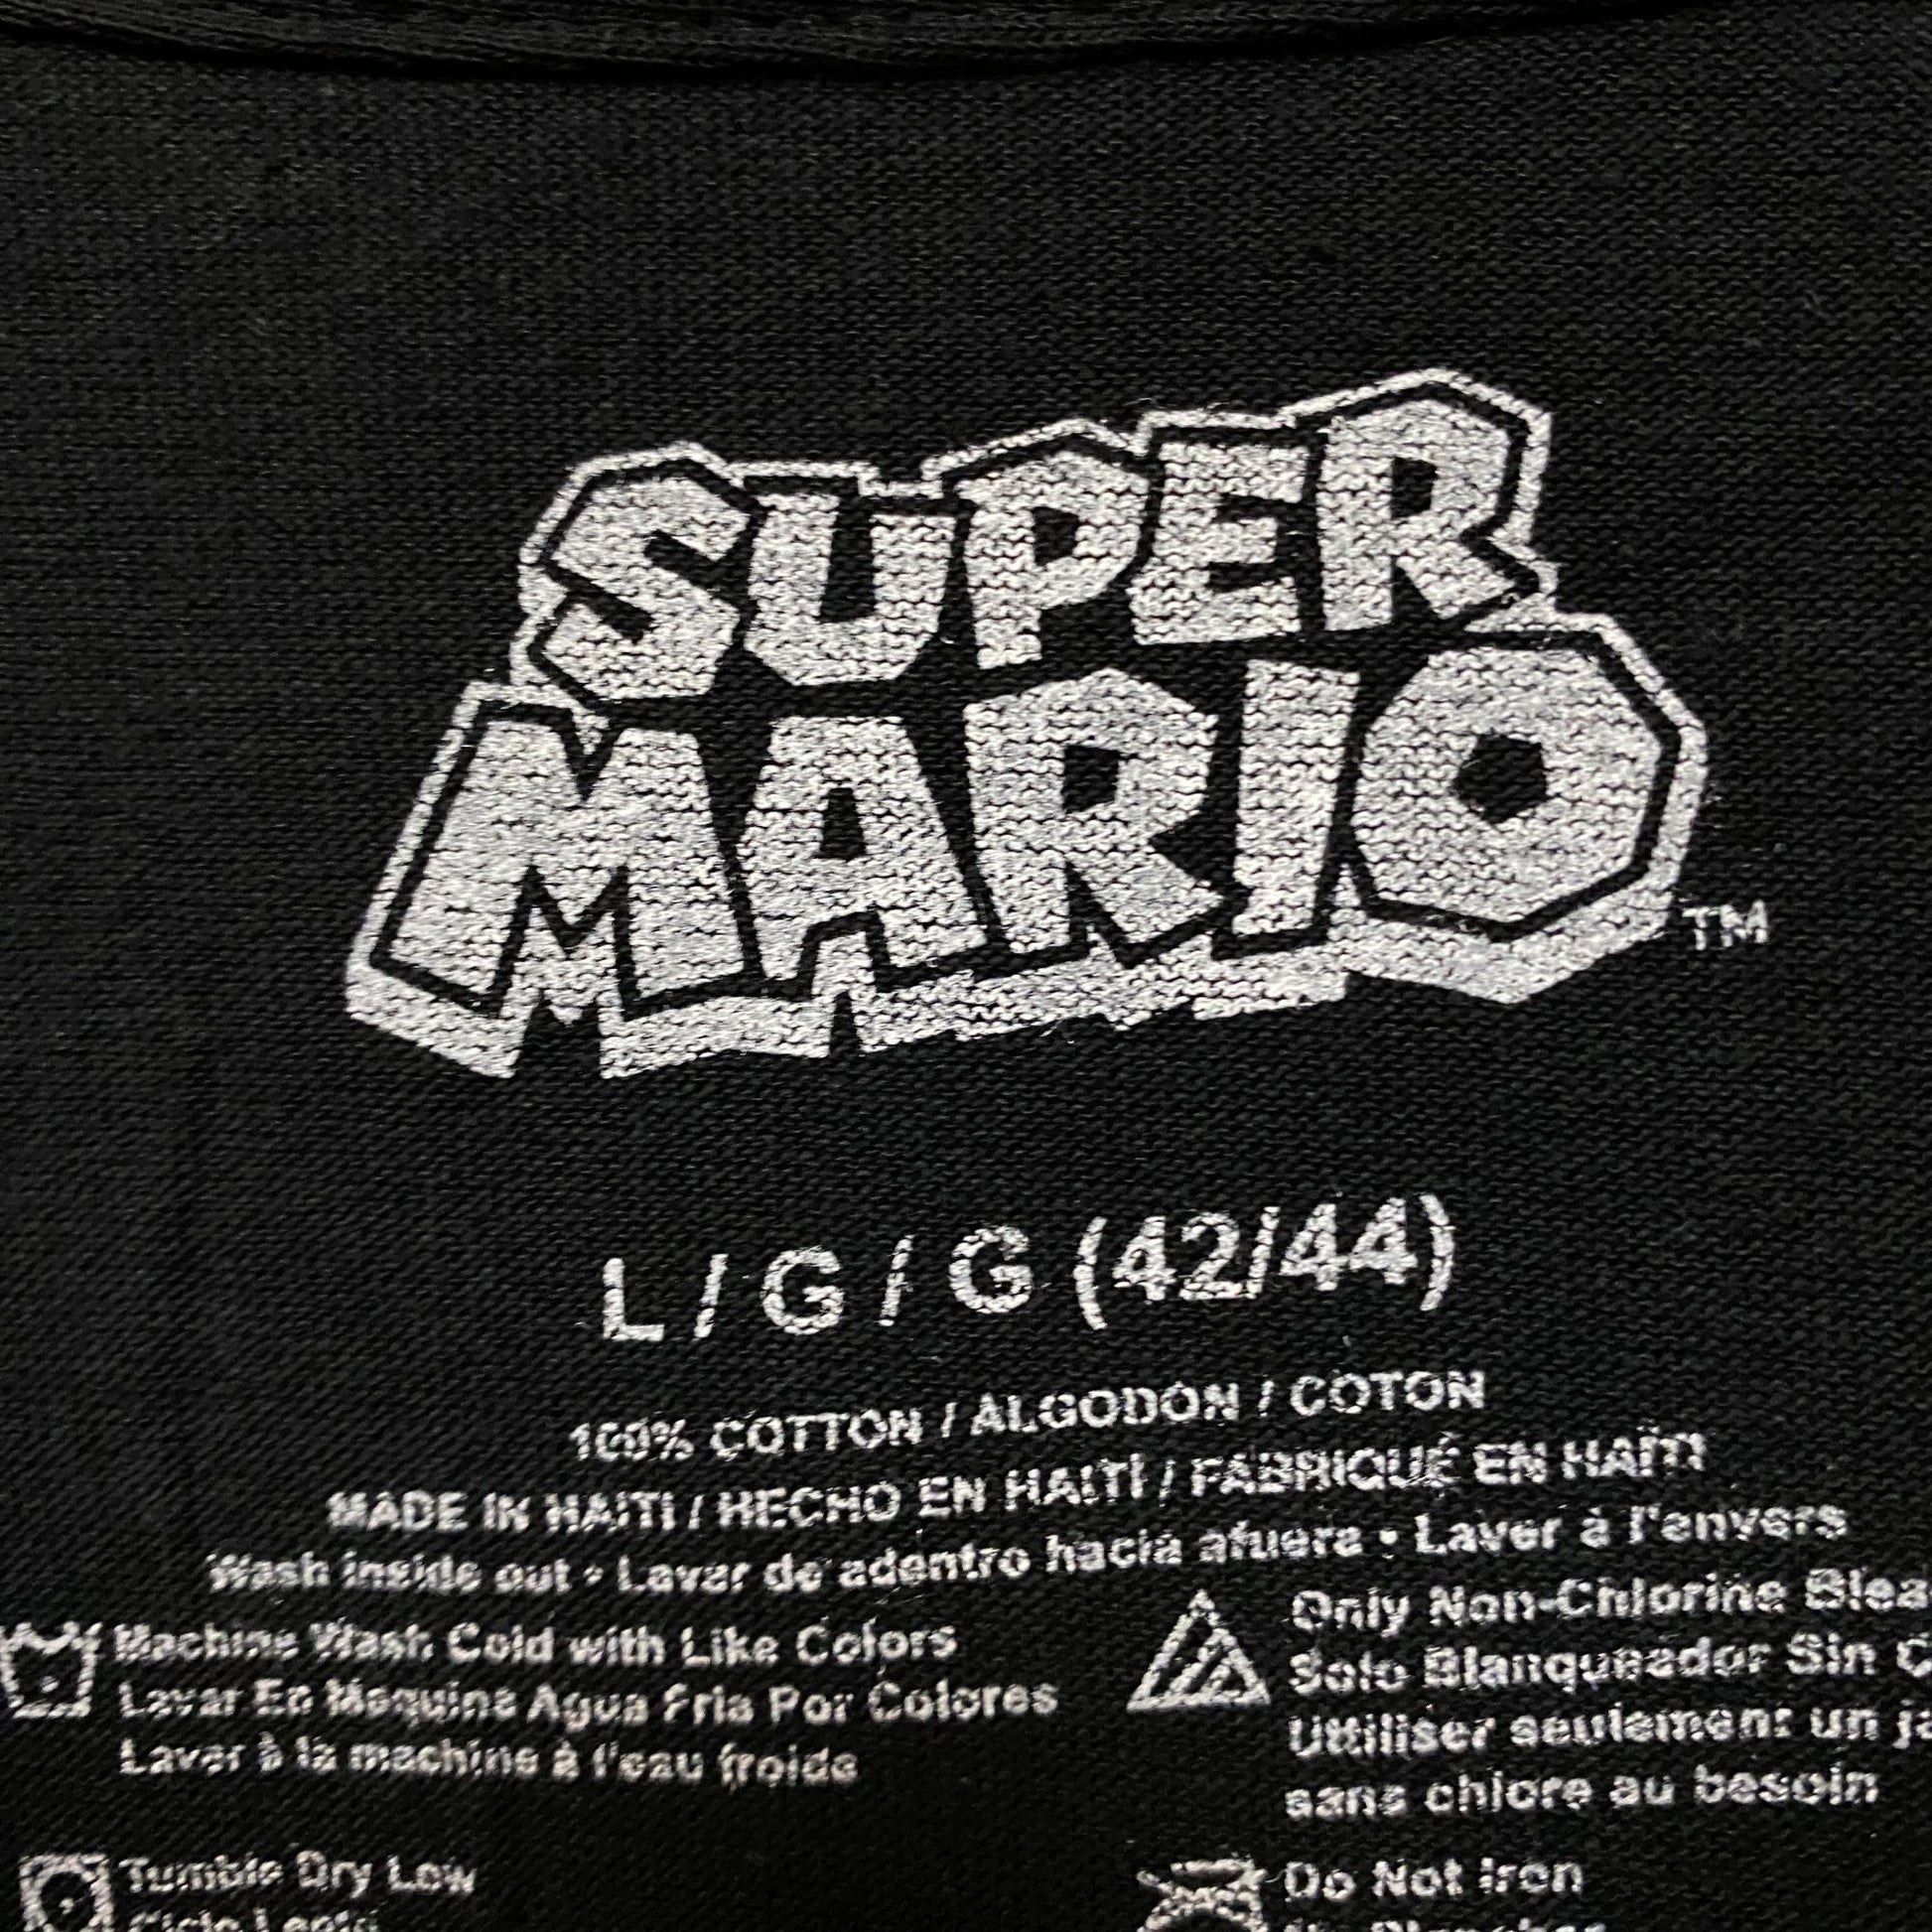 SUPER
MARIO
TM
L / G / G (42/44)
100% COTTON / ALGODON / COTON
MADE IN HAITI / HECHO EN HAITÍ / FABRIQUÉ EN HAÏTI
Wash inside out • Lavar de adentro hacia afuera • Laver à l'envers
Machine Wash Cold with Like Colors
Lavar En Maquina Agua Fria Por Colores
Laver à la machine à l'eau froide
Only Non-Chlorine Blea
Solo Blanqueador Sin
Utiliser seulement un
sans chlore au besoin
Tumble Dry Low
Do Not Iron